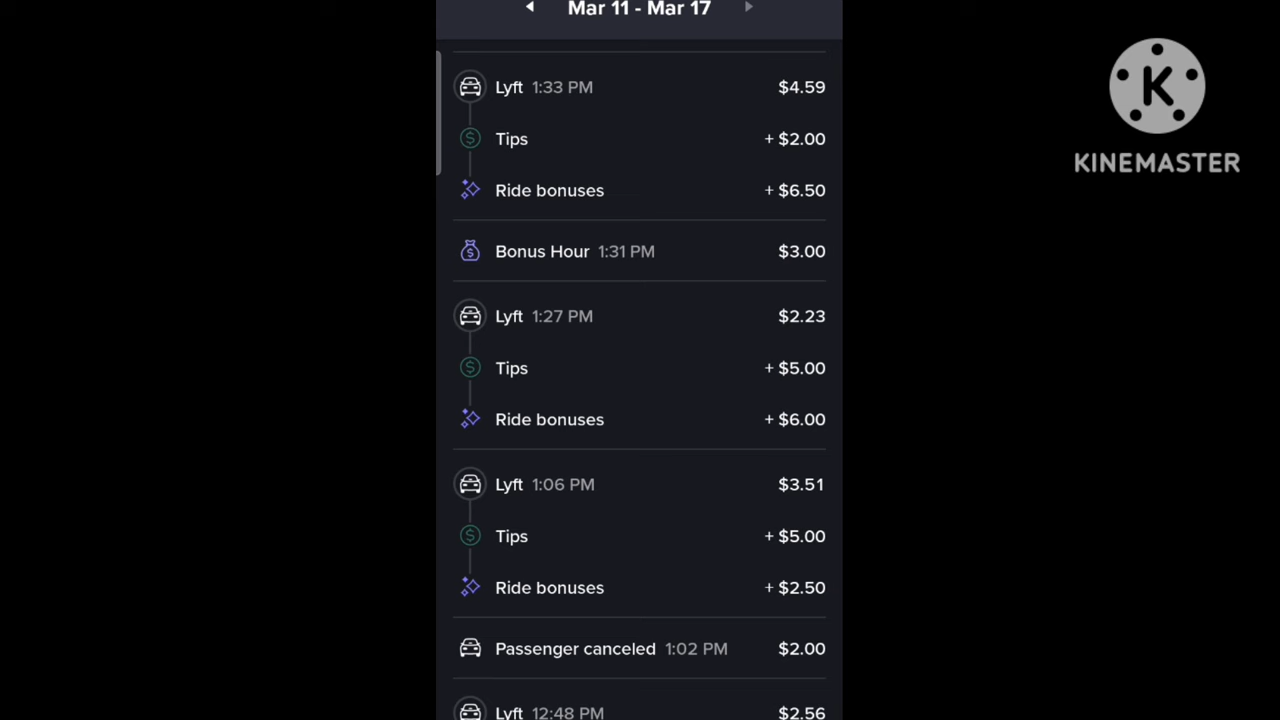 Mar 11 - Mar 17
Lyft 1:33 PM $4.59
Tips + $2.00
Ride bonuses + $6.50
Bonus Hour 1:31 PM $3.00
Lyft 1:27 PM $2.23
Tips + $5.00
Ride bonuses + $6.00
Lyft 1:06 PM $3.51
Tips + $5.00
Ride bonuses + $2.50
Passenger canceled 1:02 PM $2.00
Lyft 12:48 PM $2.56
K
KINEMASTER